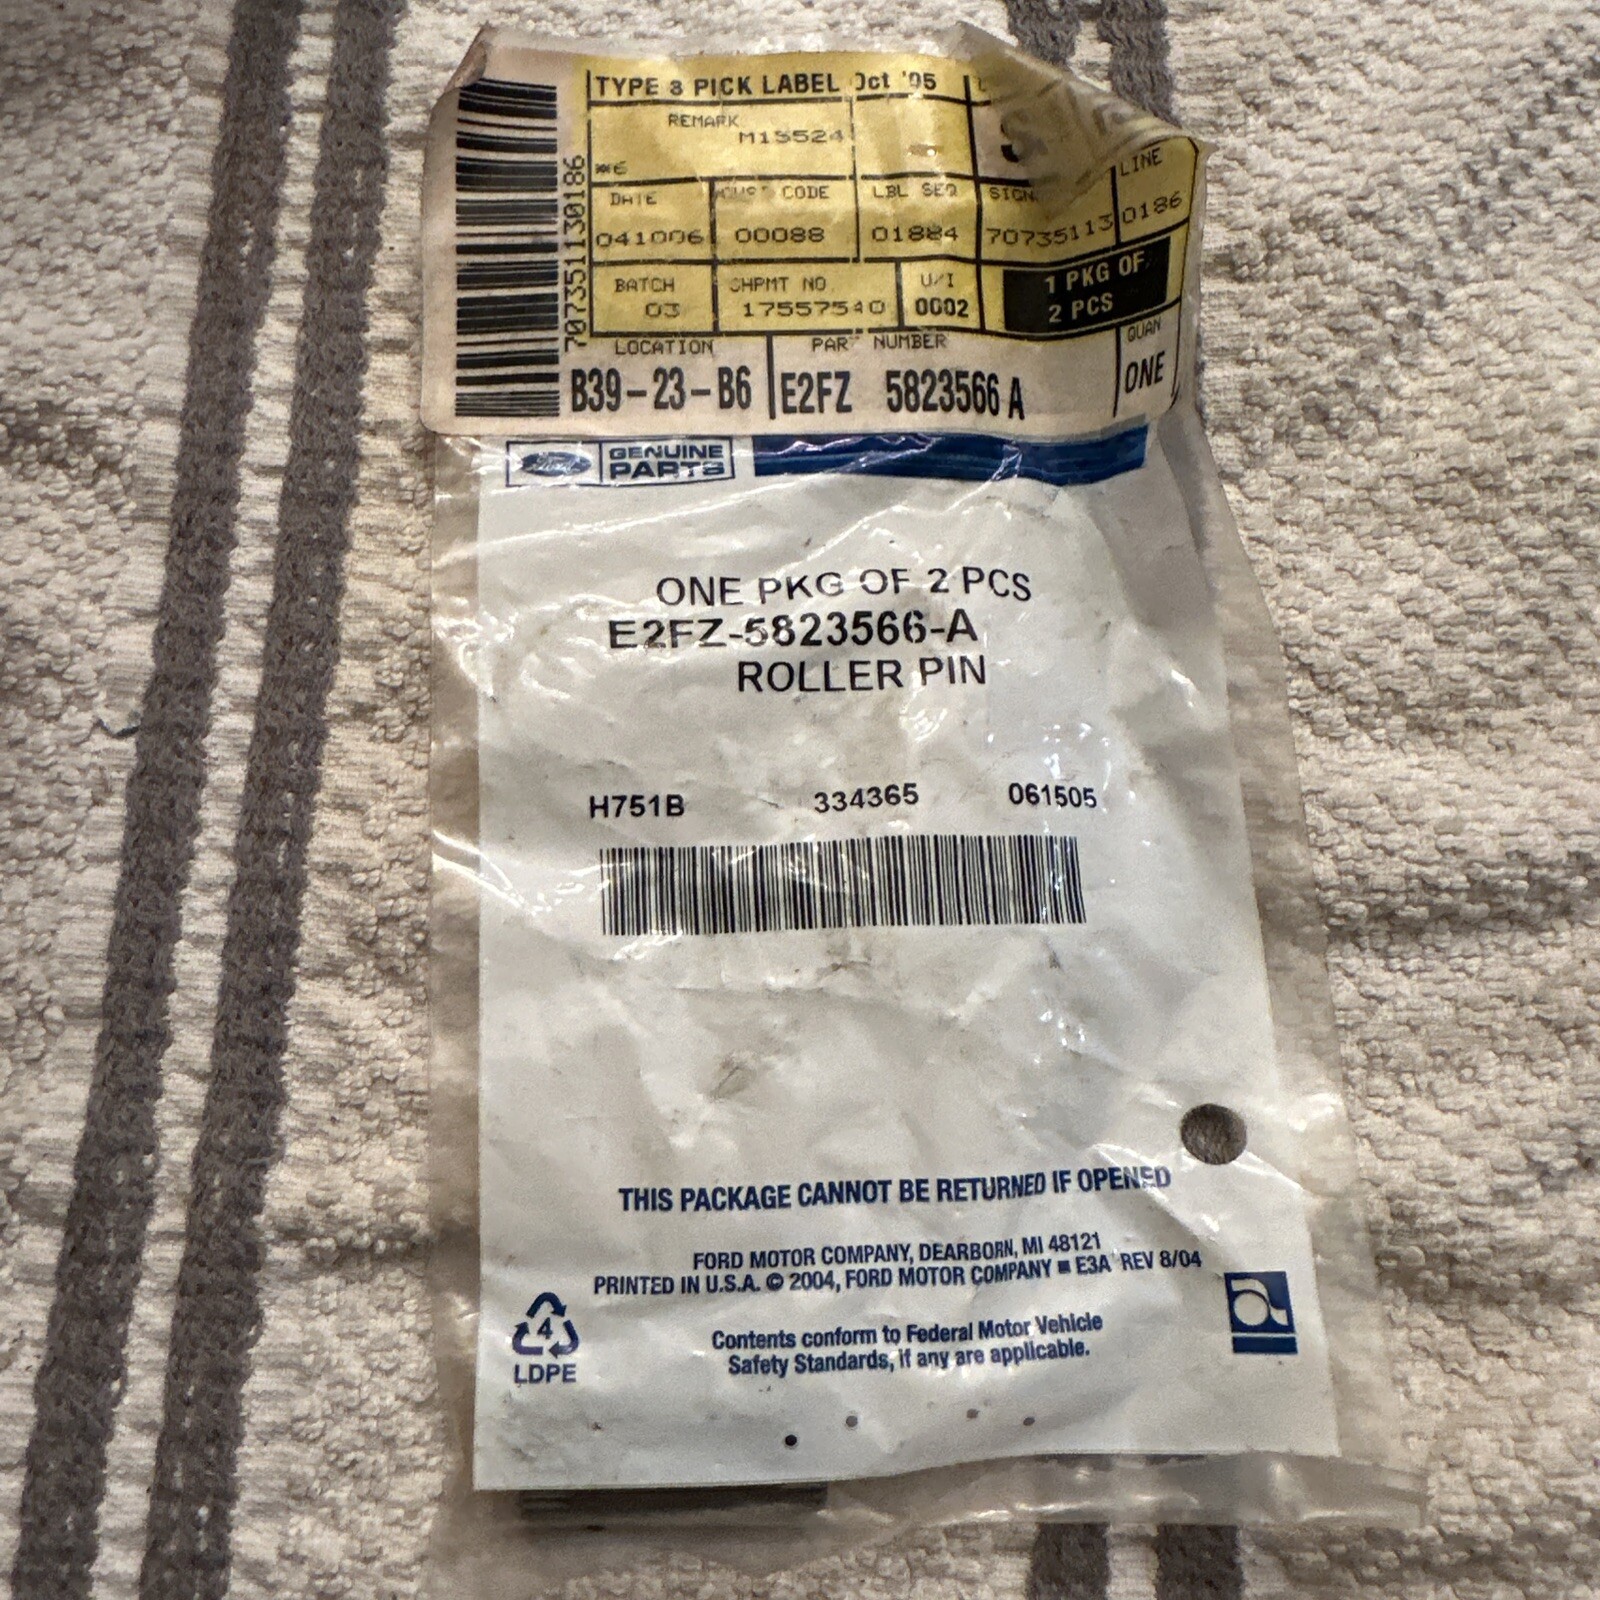 TYPE 3 PICK LABEL Oct '95
REMARK
M13524
*6
LINE
DATE
CUST CODE
LBL SEQ
SIGN
041006
00088
01884
70735113
0186
BATCH
SHPMT NO
U/I
1 PKG OF
2 PCS
03
17557540
0002
707351130186
LOCATION
PART NUMBER
QUAN
B39-23-B6
E2FZ 5823566 A
ONE
Ford
GENUINE
PARTS
ONE PKG OF 2 PCS
E2FZ-5823566-A
ROLLER PIN
H751B 334365 061505
THIS PACKAGE CANNOT BE RETURNED IF OPENED
FORD MOTOR COMPANY, DEARBORN, MI 48121
PRINTED IN U.S.A. © 2004, FORD MOTOR COMPANY ■ E3A REV 8/04
Contents conform to Federal Motor Vehicle
Safety Standards, if any are applicable.
4
LDPE
a